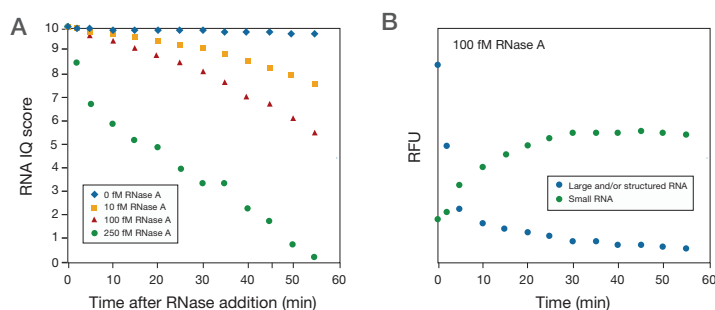 A
RNA IQ score
10
9
8
7
6
5
4
3
2
1
0
0 fM RNase A
10 fM RNase A
100 fM RNase A
250 fM RNase A
0 10 20 30 40 50 60
Time after RNase addition (min)
B
100 fM RNase A
RFU
Large and/or structured RNA
Small RNA
0 10 20 30 40 50 60
Time (min)